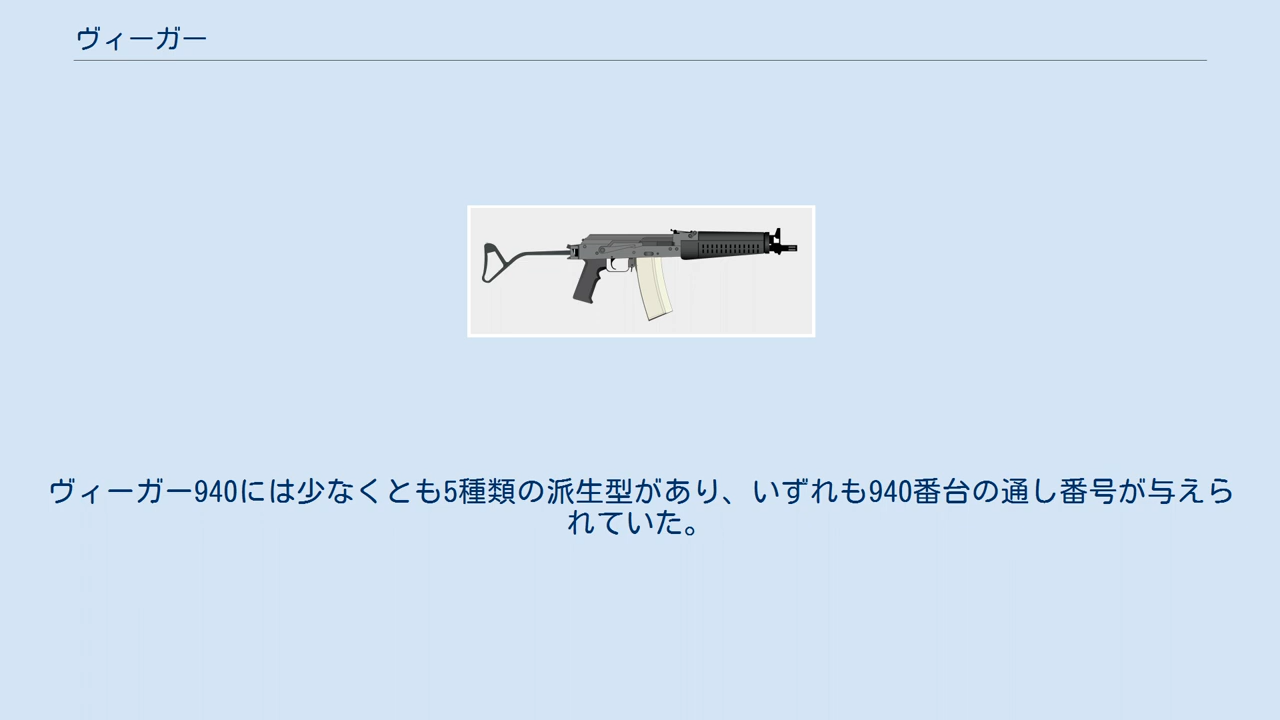 ヴィーガー
ヴィーガー940には少なくとも5種類の派生型があり、いずれも940番台の通し番号が与えら
れていた。